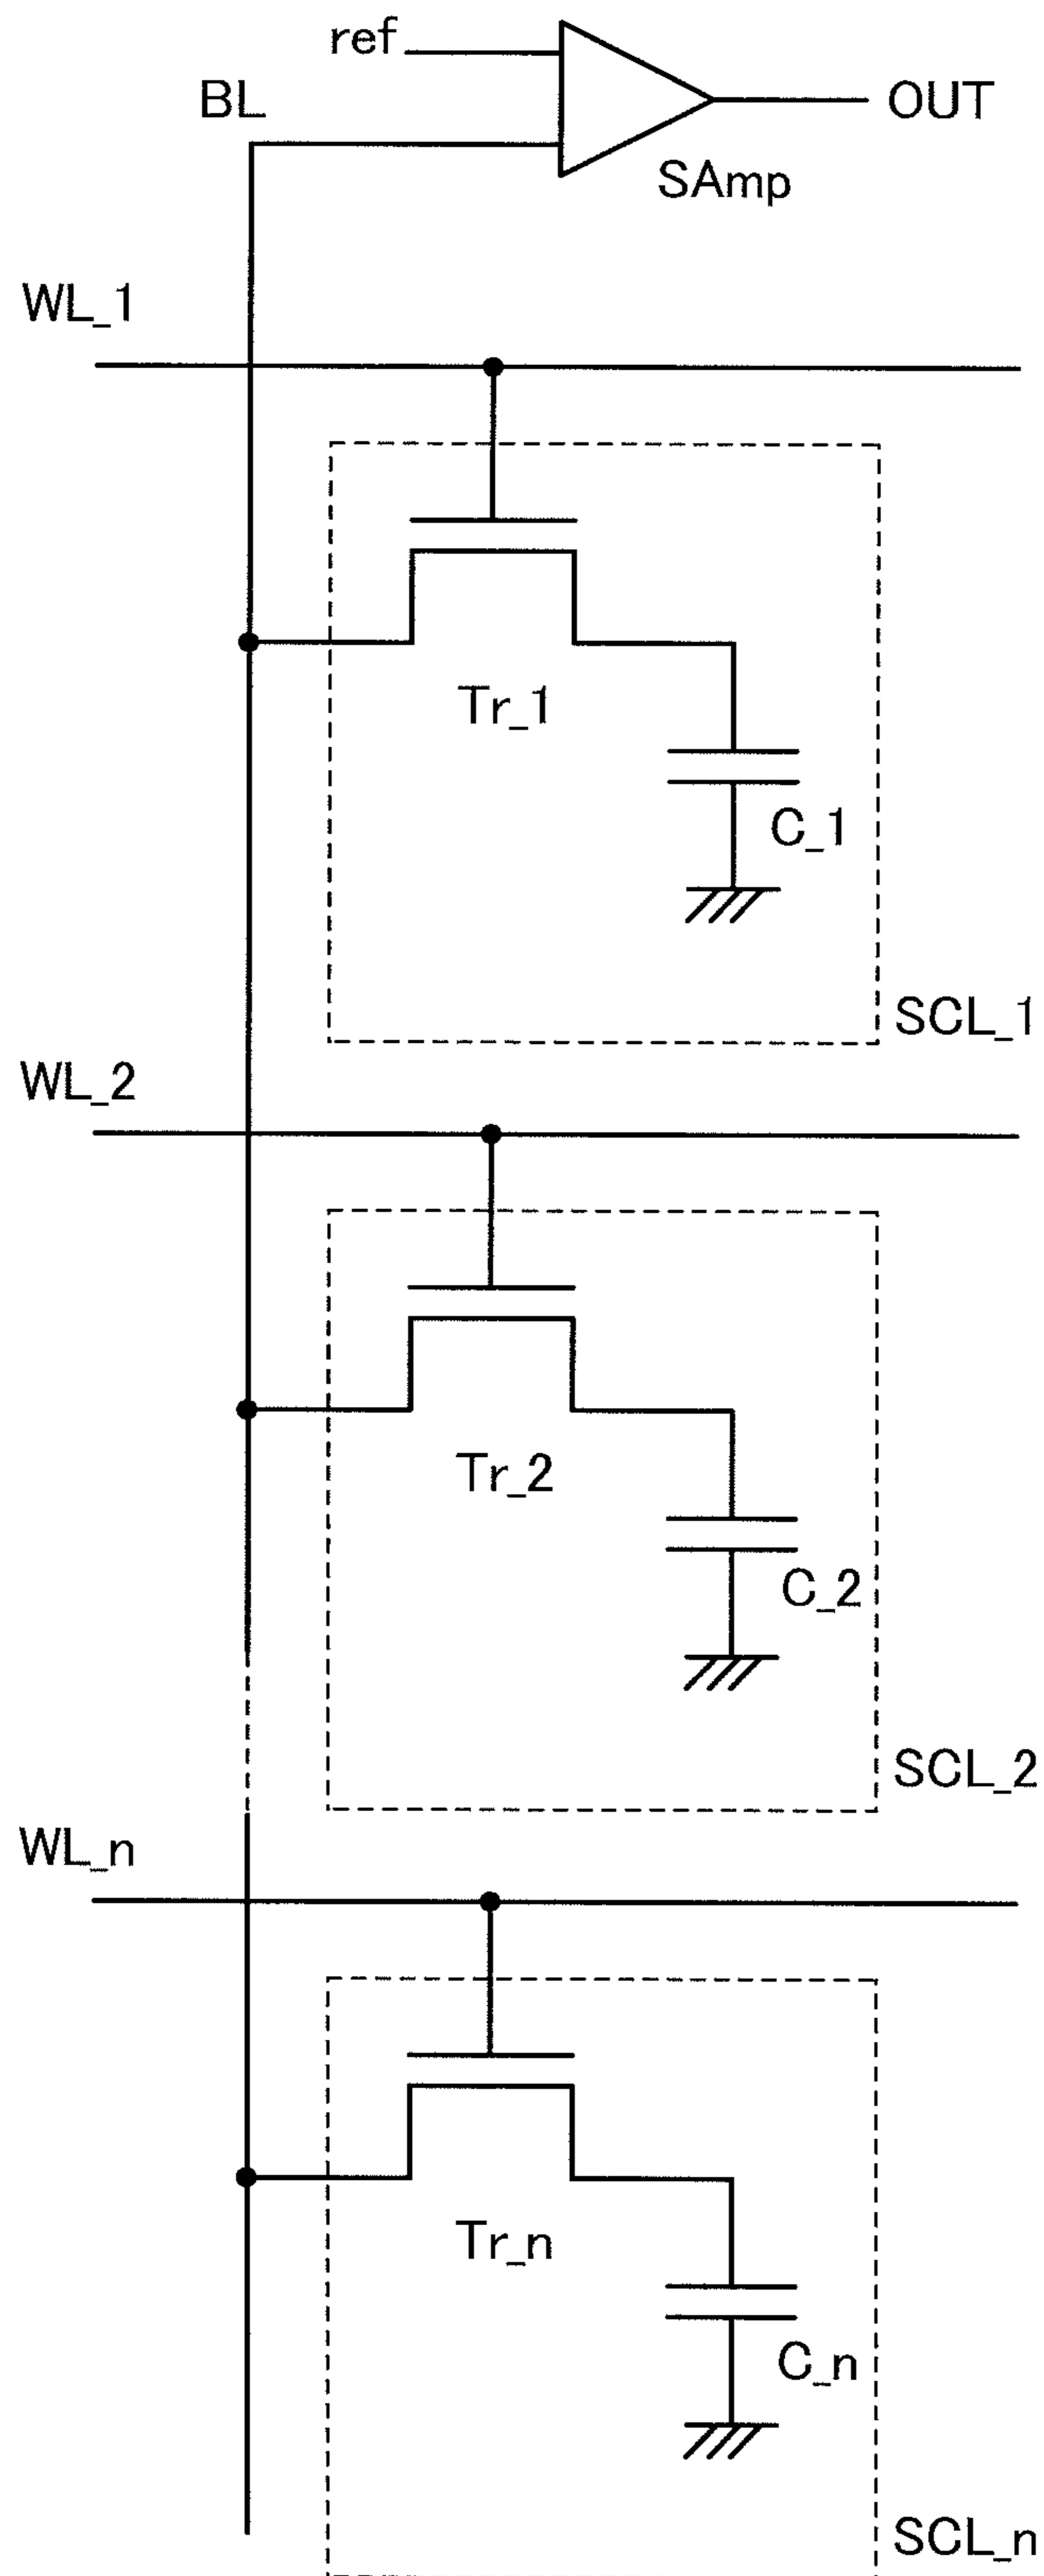 ref
BL
OUT
SAmp
WL_1
Tr_1
C_1
SCL_1
WL_2
Tr_2
C_2
SCL_2
WL_n
Tr_n
C_n
SCL_n